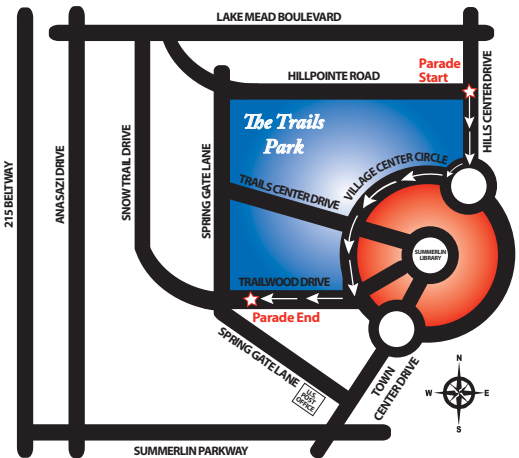 LAKE MEAD BOULEVARD
Parade
Start
HILLPOINTE ROAD
HILLS CENTER DRIVE
The Trails
Park
VILLAGE CENTER CIRCLE
215 BELTWAY
ANASAZI DRIVE
SNOW TRAIL DRIVE
SPRING GATE LANE
TRAILS CENTER DRIVE
SUMMERLIN
LIBRARY
TRAILWOOD DRIVE
Parade End
SPRING GATE LANE
U.S.
POST
OFFICE
TOWN
CENTER DRIVE
N
W
E
S
SUMMERLIN PARKWAY